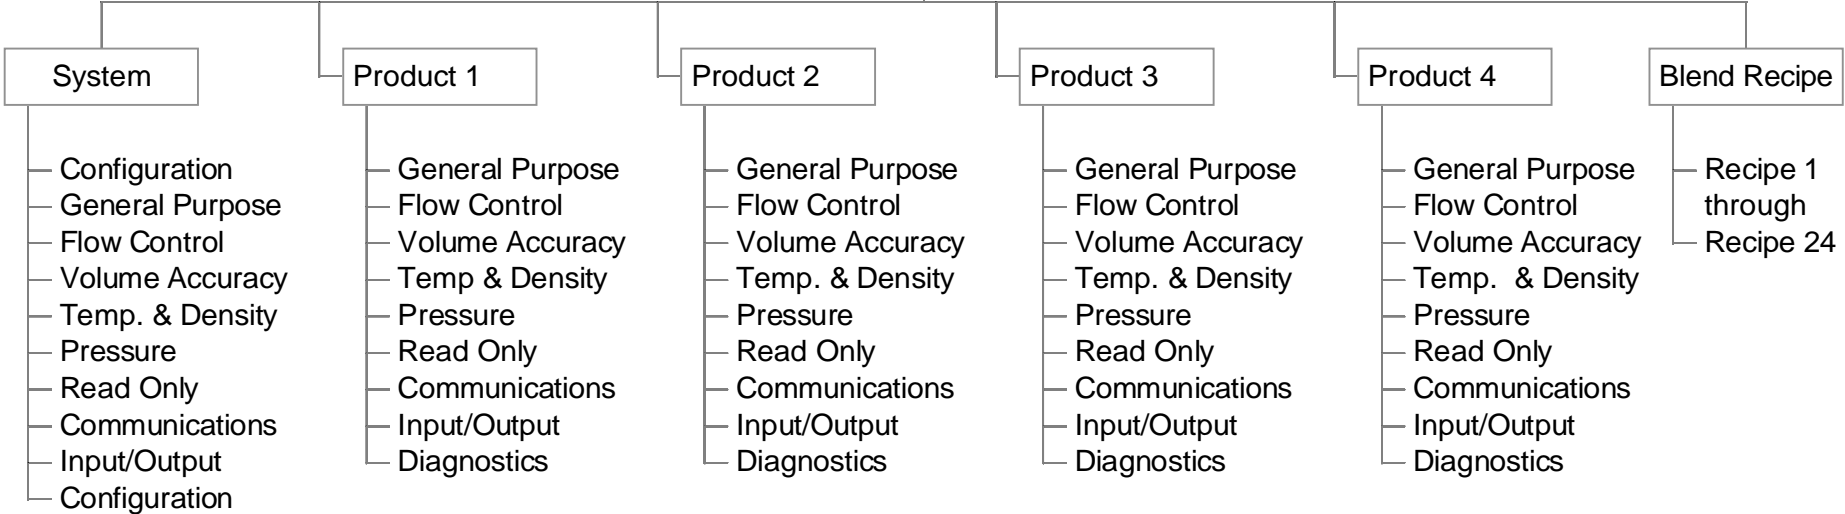 System
Configuration
General Purpose
Flow Control
Volume Accuracy
Temp. & Density
Pressure
Read Only
Communications
Input/Output
Configuration
Product 1
General Purpose
Flow Control
Volume Accuracy
Temp & Density
Pressure
Read Only
Communications
Input/Output
Diagnostics
Product 2
General Purpose
Flow Control
Volume Accuracy
Temp. & Density
Pressure
Read Only
Communications
Input/Output
Diagnostics
Product 3
General Purpose
Flow Control
Volume Accuracy
Temp. & Density
Pressure
Read Only
Communications
Input/Output
Diagnostics
Product 4
General Purpose
Flow Control
Volume Accuracy
Temp.  & Density
Pressure
Read Only
Communications
Input/Output
Diagnostics
Blend Recipe
Recipe 1
through
Recipe 24